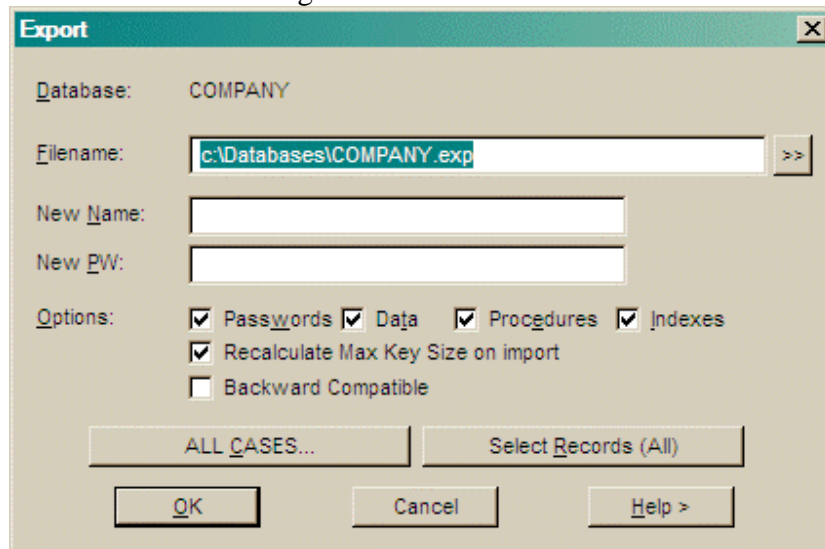 Export
Database: COMPANY
Filename: c:\Databases\COMPANY.exp >>
New Name:
New PW:
Options: Passwords Data Procedures Indexes
Recalculate Max Key Size on import
Backward Compatible
ALL CASES... Select Records (All)
OK Cancel Help >